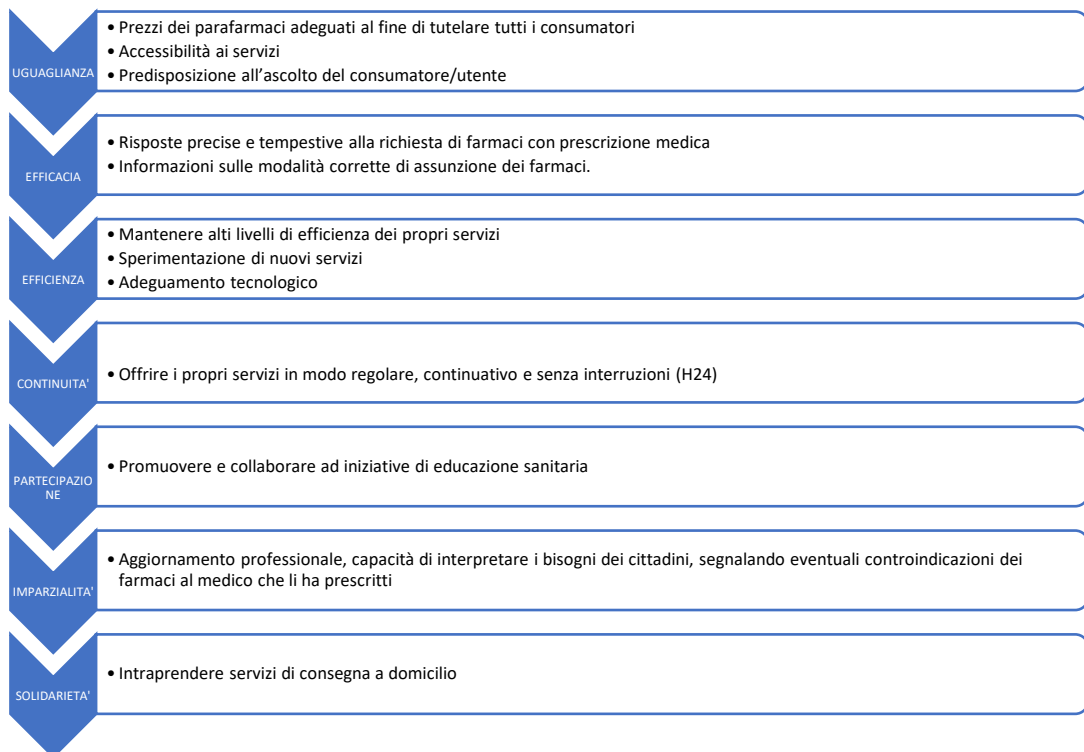 UGUAGLIANZA
• Prezzi dei parafarmaci adeguati al fine di tutelare tutti i consumatori
• Accessibilità ai servizi
• Predisposizione all'ascolto del consumatore/utente
EFFICACIA
• Risposte precise e tempestive alla richiesta di farmaci con prescrizione medica
• Informazioni sulle modalità corrette di assunzione dei farmaci.
EFFICIENZA
• Mantenere alti livelli di efficienza dei propri servizi
• Sperimentazione di nuovi servizi
• Adeguamento tecnologico
CONTINUITA'
• Offrire i propri servizi in modo regolare, continuativo e senza interruzioni (H24)
PARTECIPAZIO
NE
• Promuovere e collaborare ad iniziative di educazione sanitaria
IMPARZIALITA'
• Aggiornamento professionale, capacità di interpretare i bisogni dei cittadini, segnalando eventuali controindicazioni dei
farmaci al medico che li ha prescritti
SOLIDARIETA'
• Intraprendere servizi di consegna a domicilio